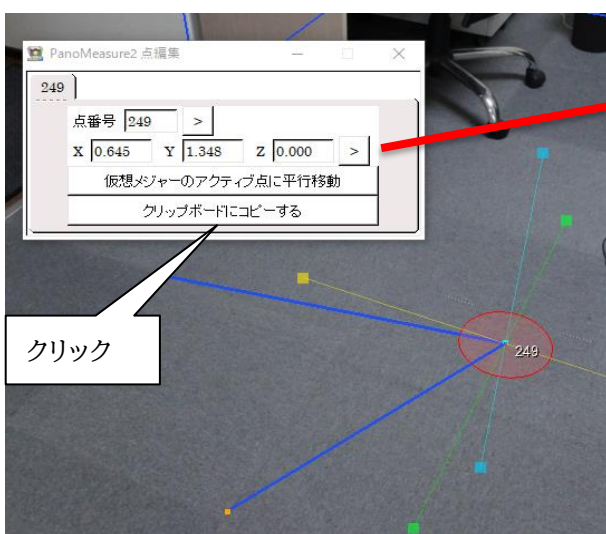 PanoMeasure2 点編集
249
点番号 249 >
X 0.645 Y 1.348 Z 0.000 >
仮想メジャーのアクティブ点に平行移動
クリップボードにコピーする
クリック
249